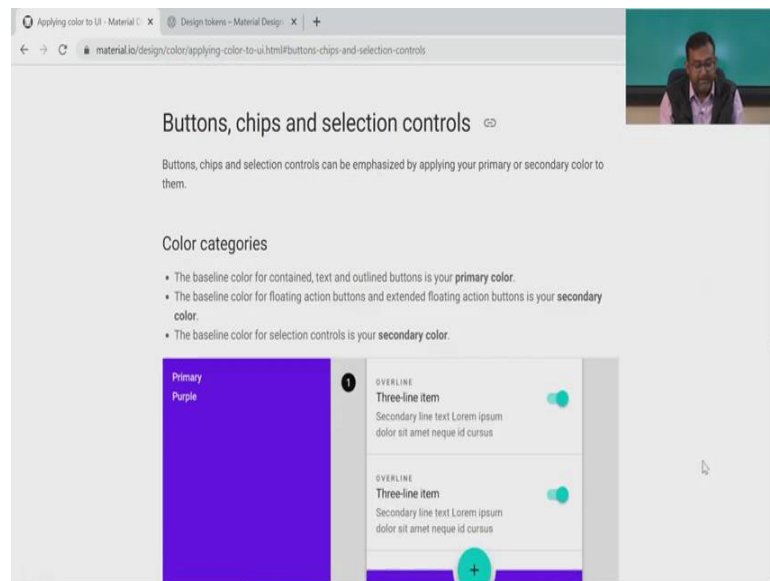 Applying color to UI - Material D
Design tokens – Material Design
material.io/design/color/applying-color-to-ui.html#buttons-chips-and-selection-controls
Buttons, chips and selection controls
Buttons, chips and selection controls can be emphasized by applying your primary or secondary color to
them.
Color categories
• The baseline color for contained, text and outlined buttons is your primary color.
• The baseline color for floating action buttons and extended floating action buttons is your secondary
color.
• The baseline color for selection controls is your secondary color.
Primary
Purple
1
OVERLINE
Three-line item
Secondary line text Lorem ipsum
dolor sit amet neque id cursus
OVERLINE
Three-line item
Secondary line text Lorem ipsum
dolor sit amet neque id cursus